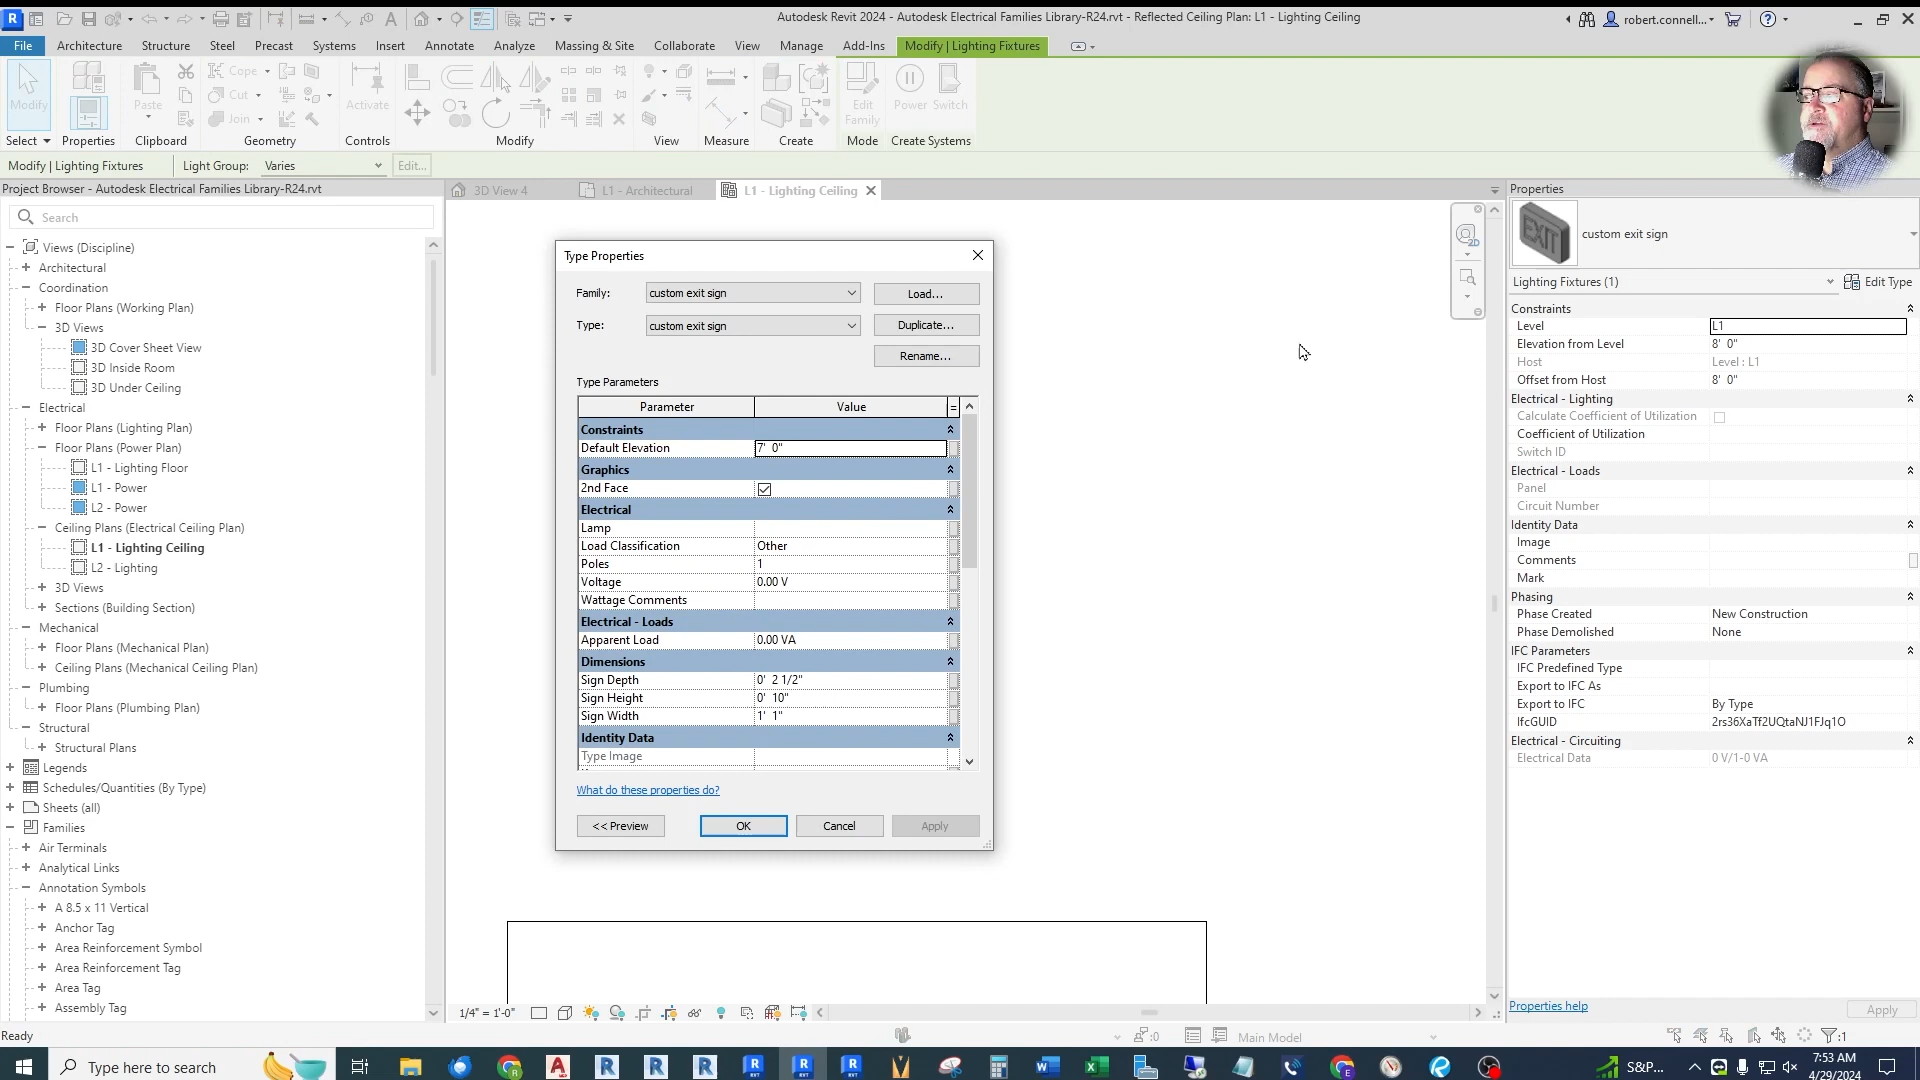 Autodesk Revit 2024 - Autodesk Electrical Families Library-R24.rvt - Reflected Ceiling Plan: L1 - Lighting Ceiling
robert.connell...
File Architecture Structure Steel Precast Systems Insert Annotate Analyze Massing & Site Collaborate View Manage Add-Ins Modify | Lighting Fixtures
Modify
Paste
Cope
Cut
Join
Activate
Edit
Family
Power Switch
Select Properties Clipboard Geometry Controls Modify View Measure Create Mode Create Systems
Modify | Lighting Fixtures Light Group: Varies Edit...
Project Browser - Autodesk Electrical Families Library-R24.rvt
Search
Views (Discipline)
Architectural
Coordination
Floor Plans (Working Plan)
3D Views
3D Cover Sheet View
3D Inside Room
3D Under Ceiling
Electrical
Floor Plans (Lighting Plan)
Floor Plans (Power Plan)
L1 - Lighting Floor
L1 - Power
L2 - Power
Ceiling Plans (Electrical Ceiling Plan)
L1 - Lighting Ceiling
L2 - Lighting
3D Views
Sections (Building Section)
Mechanical
Floor Plans (Mechanical Plan)
Ceiling Plans (Mechanical Ceiling Plan)
Plumbing
Floor Plans (Plumbing Plan)
Structural
Structural Plans
Legends
Schedules/Quantities (By Type)
Sheets (all)
Families
Air Terminals
Analytical Links
Annotation Symbols
A 8.5 x 11 Vertical
Anchor Tag
Area Reinforcement Symbol
Area Reinforcement Tag
Area Tag
Assembly Tag
3D View 4 L1 - Architectural L1 - Lighting Ceiling
2D
Type Properties
Family: custom exit sign Load...
Type: custom exit sign Duplicate...
Rename...
Type Parameters
Parameter Value =
Constraints
Default Elevation 7' 0"
Graphics
2nd Face
Electrical
Lamp
Load Classification Other
Poles 1
Voltage 0.00 V
Wattage Comments
Electrical - Loads
Apparent Load 0.00 VA
Dimensions
Sign Depth 0' 2 1/2"
Sign Height 0' 10"
Sign Width 1' 1"
Identity Data
Type Image
What do these properties do?
<< Preview OK Cancel Apply
Properties
EXIT
custom exit sign
Lighting Fixtures (1) Edit Type
Constraints
Level L1
Elevation from Level 8' 0"
Host Level : L1
Offset from Host 8' 0"
Electrical - Lighting
Calculate Coefficient of Utilization
Coefficient of Utilization
Switch ID
Electrical - Loads
Panel
Circuit Number
Identity Data
Image
Comments
Mark
Phasing
Phase Created New Construction
Phase Demolished None
IFC Parameters
IFC Predefined Type
Export to IFC As
Export to IFC By Type
IfcGUID 2rs36XaTf2UQtaNJ1FJq1O
Electrical - Circuiting
Electrical Data 0 V/1-0 VA
Properties help Apply
1/4" = 1'-0"
Ready
:0
Main Model
:1
Type here to search
S&P...
7:53 AM
4/29/2024